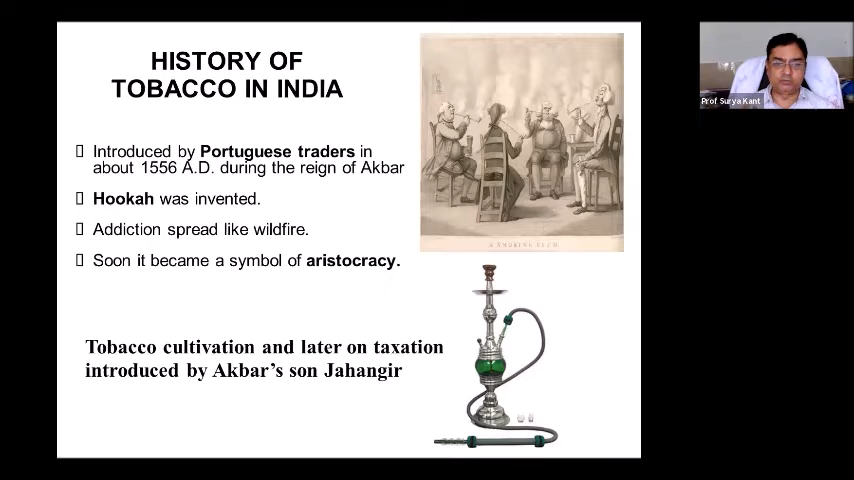 HISTORY OF
TOBACCO IN INDIA
Introduced by Portuguese traders in
about 1556 A.D. during the reign of Akbar
Hookah was invented.
Addiction spread like wildfire.
Soon it became a symbol of aristocracy.
Tobacco cultivation and later on taxation
introduced by Akbar’s son Jahangir
A SMOKING CLUB
Prof Surya Kant